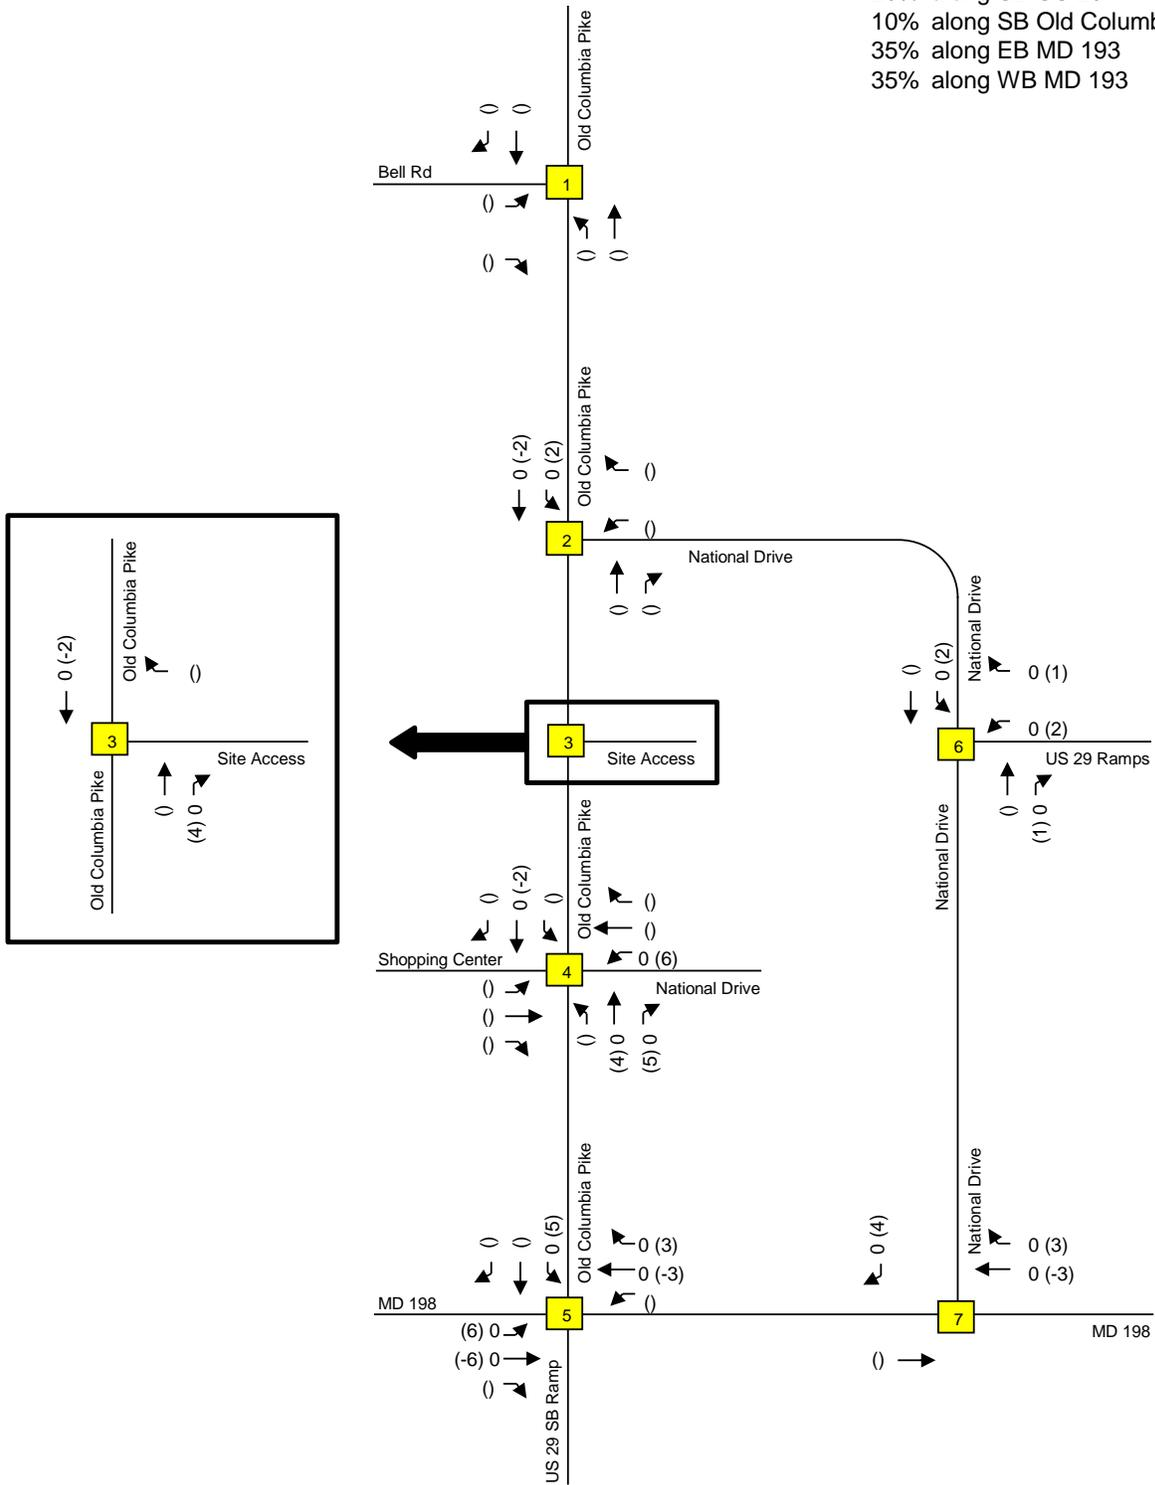 10% along SB Old Columb
35% along EB MD 193
35% along WB MD 193
Old Columbia Pike
() ()
Bell Rd
1
()
()
() ()
Old Columbia Pike
0 (-2) 0 (2)
()
()
2
National Drive
() ()
Old Columbia Pike
0 (-2)
()
3
Site Access
Old Columbia Pike
() (4) 0
3
Site Access
National Drive
() 0 (2)
0 (1)
0 (2)
6
US 29 Ramps
National Drive
() (1) 0
Old Columbia Pike
() 0 (-2) ()
()
()
0 (6)
Shopping Center
4
National Drive
()
()
()
() (4) 0 (5) 0
Old Columbia Pike
() () 0 (5)
0 (3)
0 (-3)
()
MD 198
5
(6) 0
(-6) 0
()
US 29 SB Ramp
0 (4)
National Drive
0 (3)
0 (-3)
7
MD 198
()